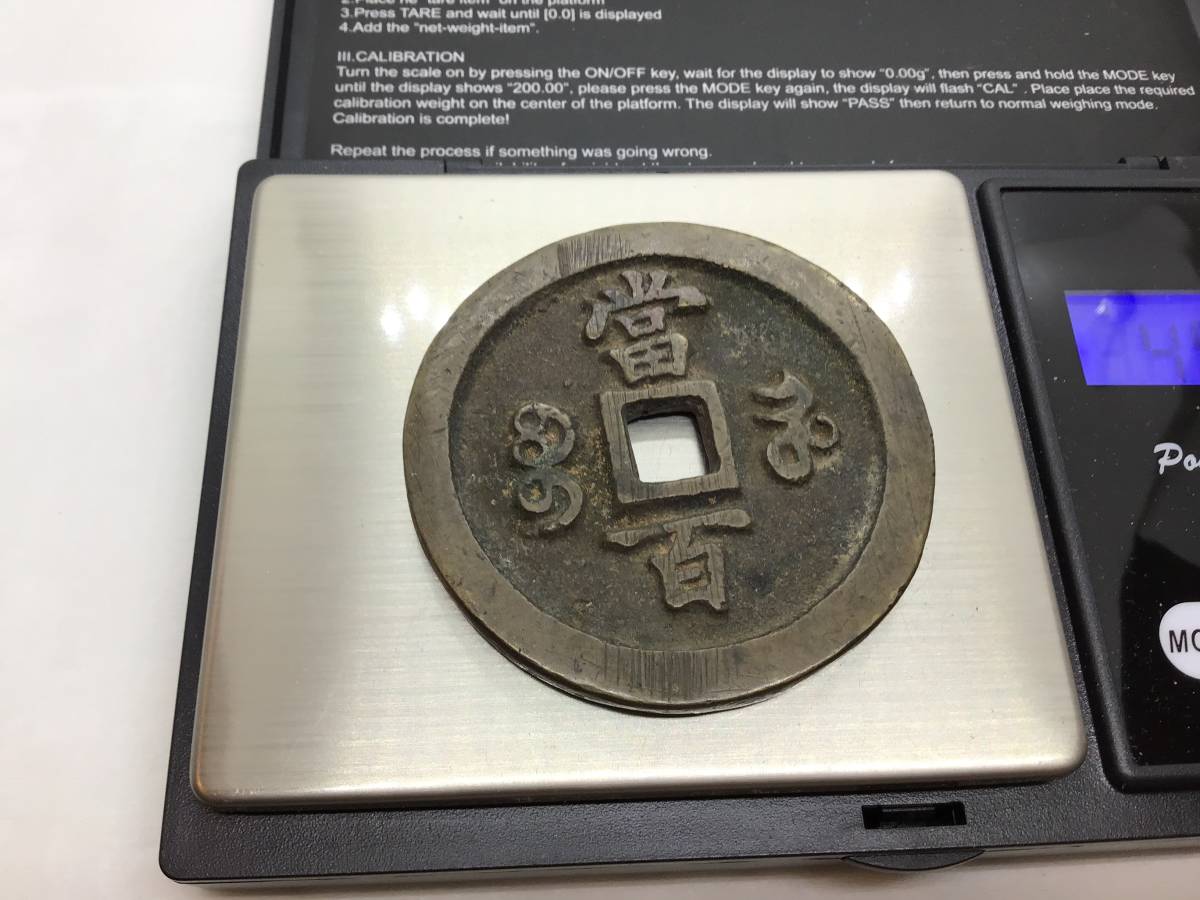 3.Press TARE and wait until [0.0] is displayed
4.Add the "net-weight-item".
III.CALIBRATION
Turn the scale on by pressing the ON/OFF key, wait for the display to show "0.00g", then press and hold the MODE key
until the display shows "200.00", please press the MODE key again, the display will flash "CAL" . Place place the required
calibration weight on the center of the platform. The display will show "PASS" then return to normal weighing mode.
Calibration is complete!
Repeat the process if something was going wrong.
當
百